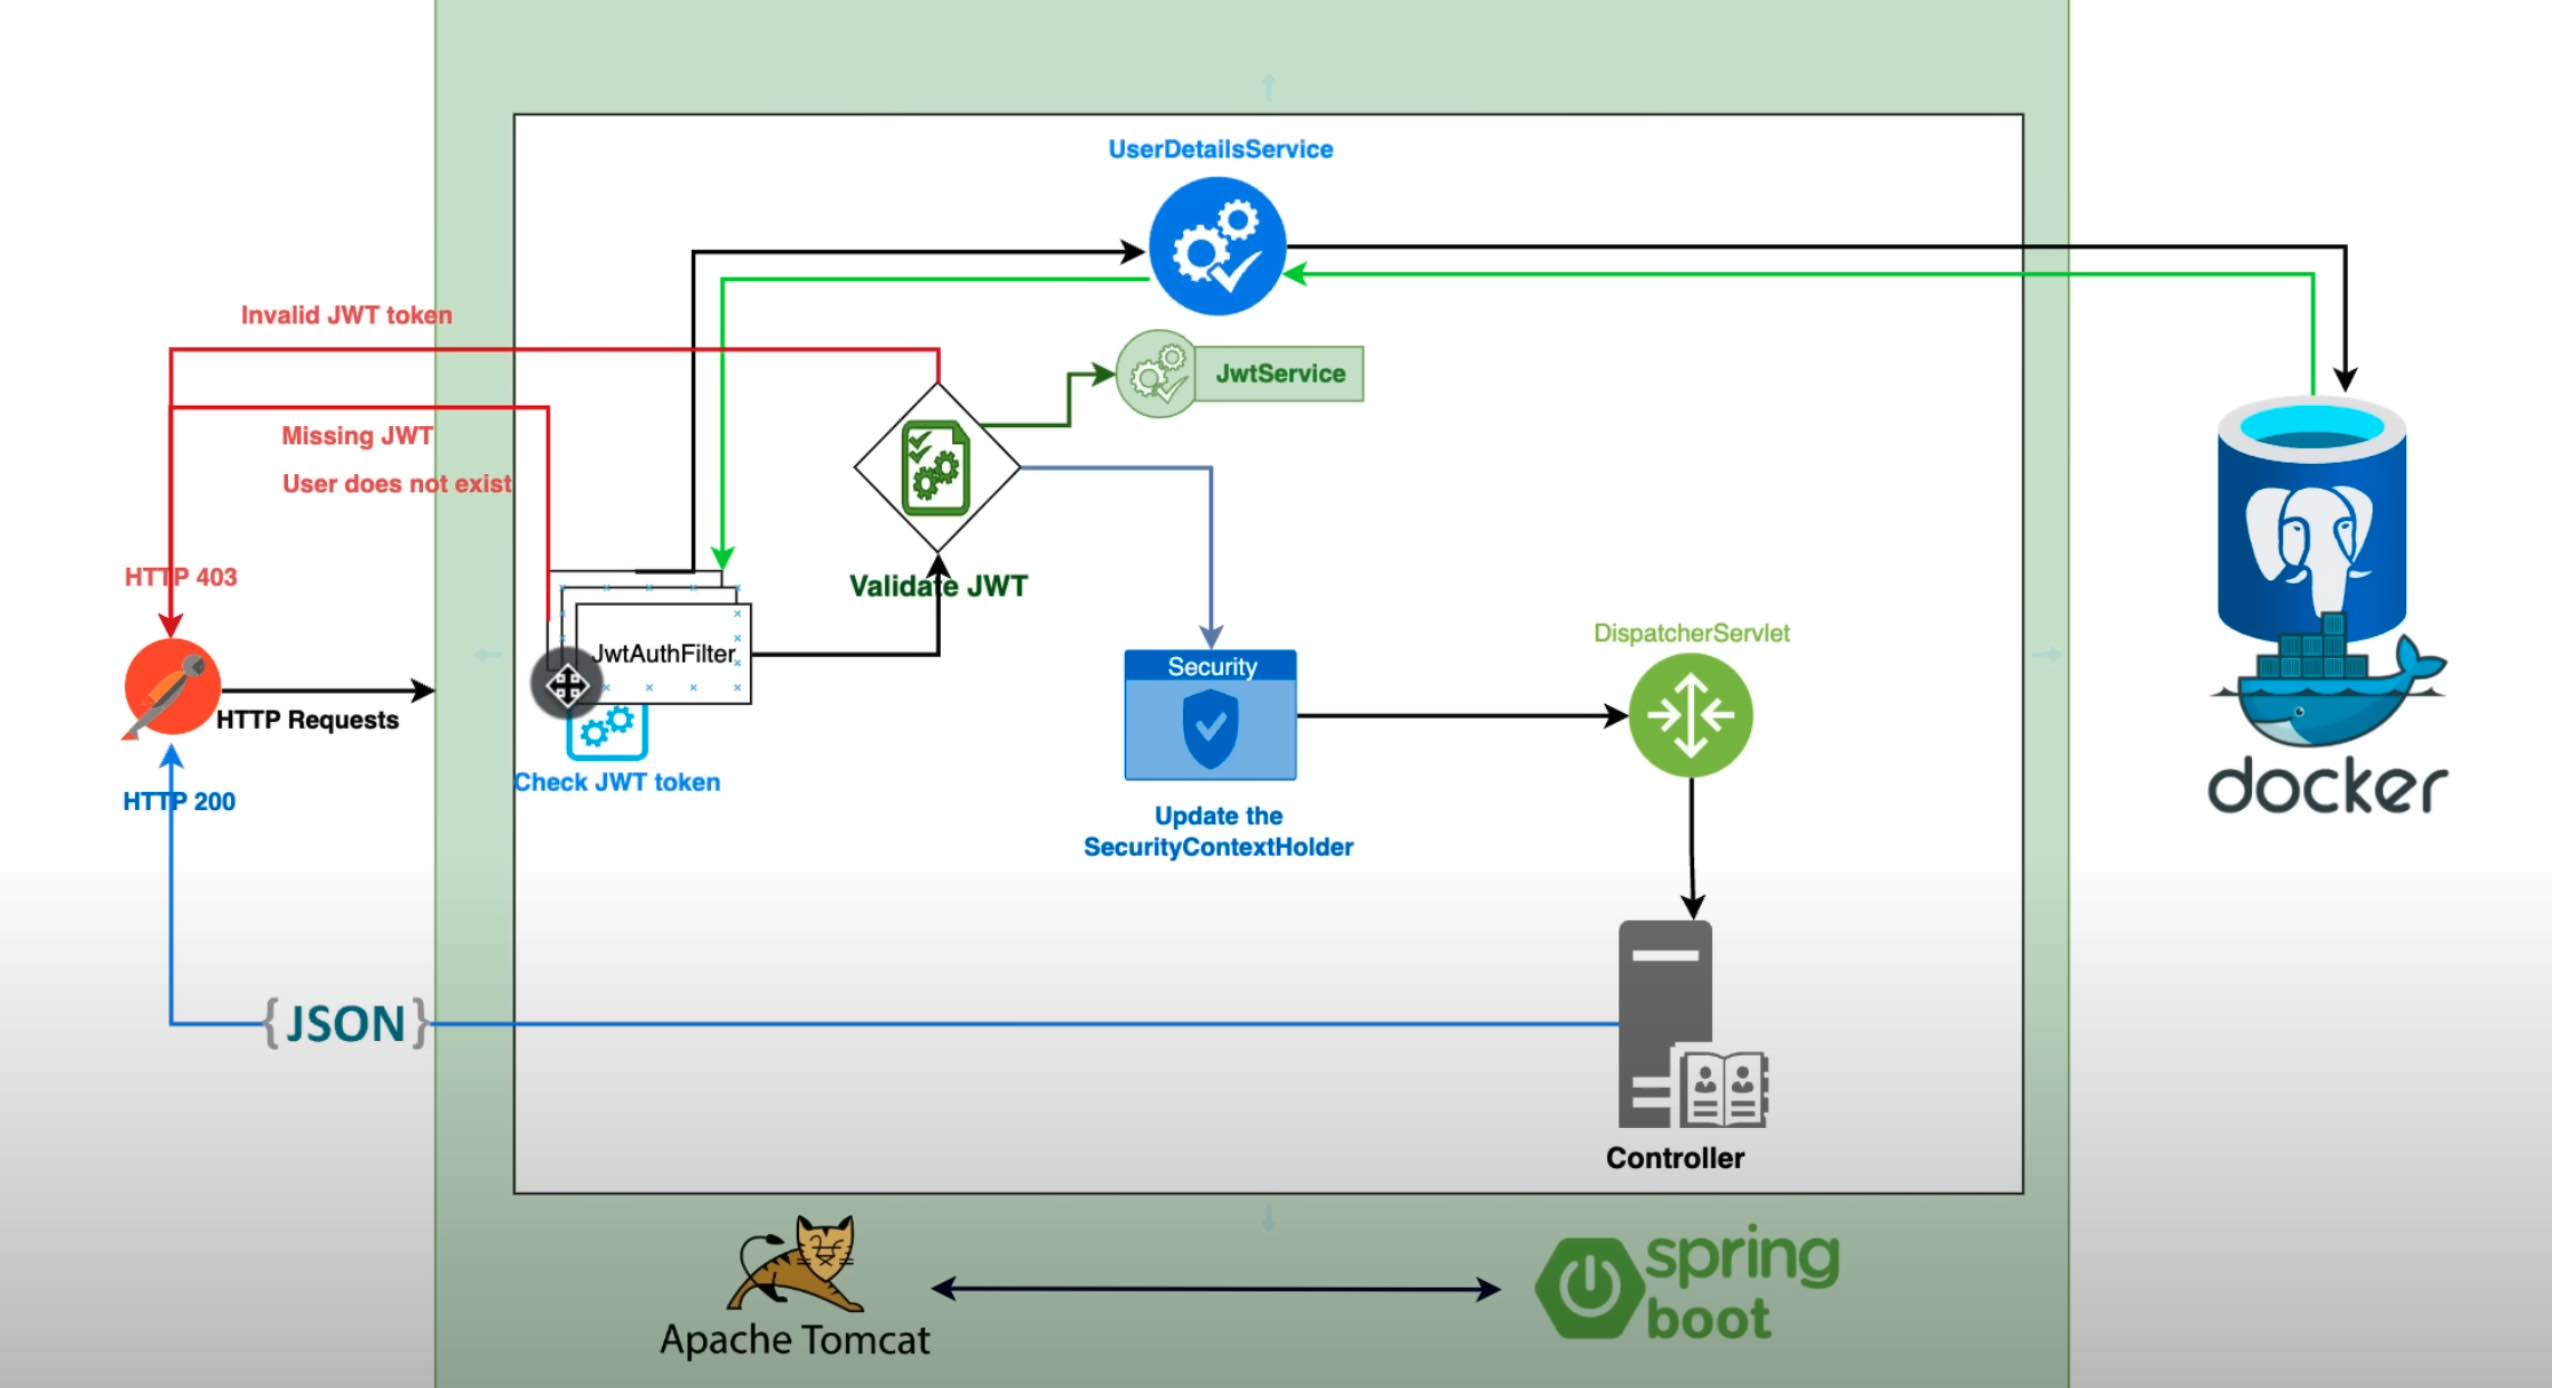 UserDetailsService
Invalid JWT token
JwtService
Missing JWT
User does not exist
HTTP 403
Validate JWT
JwtAuthFilter
HTTP Requests
Check JWT token
HTTP 200
Security
Update the
SecurityContextHolder
DispatcherServlet
docker
{JSON}
Controller
Apache Tomcat
spring
boot